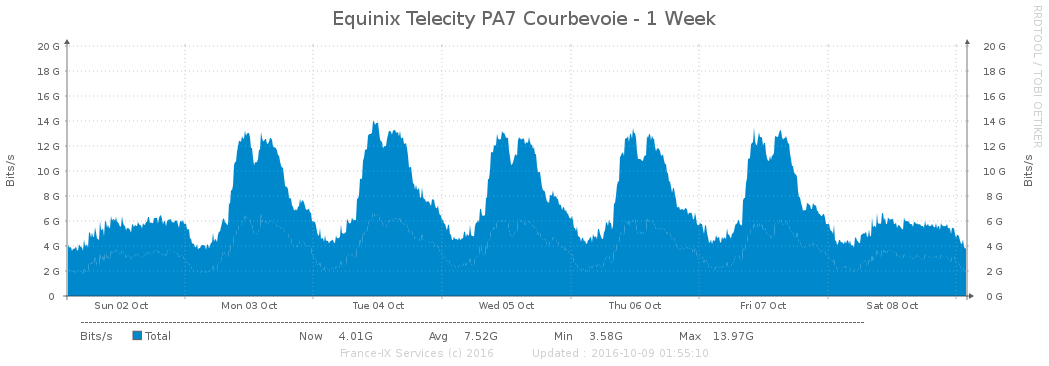 Equinix Telecity PA7 Courbevoie - 1 Week
RRDTOOL / TOBI OETIKER
Bits/s
Bits/s
20 G 20 G
18 G 18 G
16 G 16 G
14 G 14 G
12 G 12 G
10 G 10 G
8 G 8 G
6 G 6 G
4 G 4 G
2 G 2 G
0 0 G
Sun 02 Oct Mon 03 Oct Tue 04 Oct Wed 05 Oct Thu 06 Oct Fri 07 Oct Sat 08 Oct
Bits/s Total Now 4.01G Avg 7.52G Min 3.58G Max 13.97G
France-IX Services (c) 2016 Updated : 2016-10-09 01:55:10